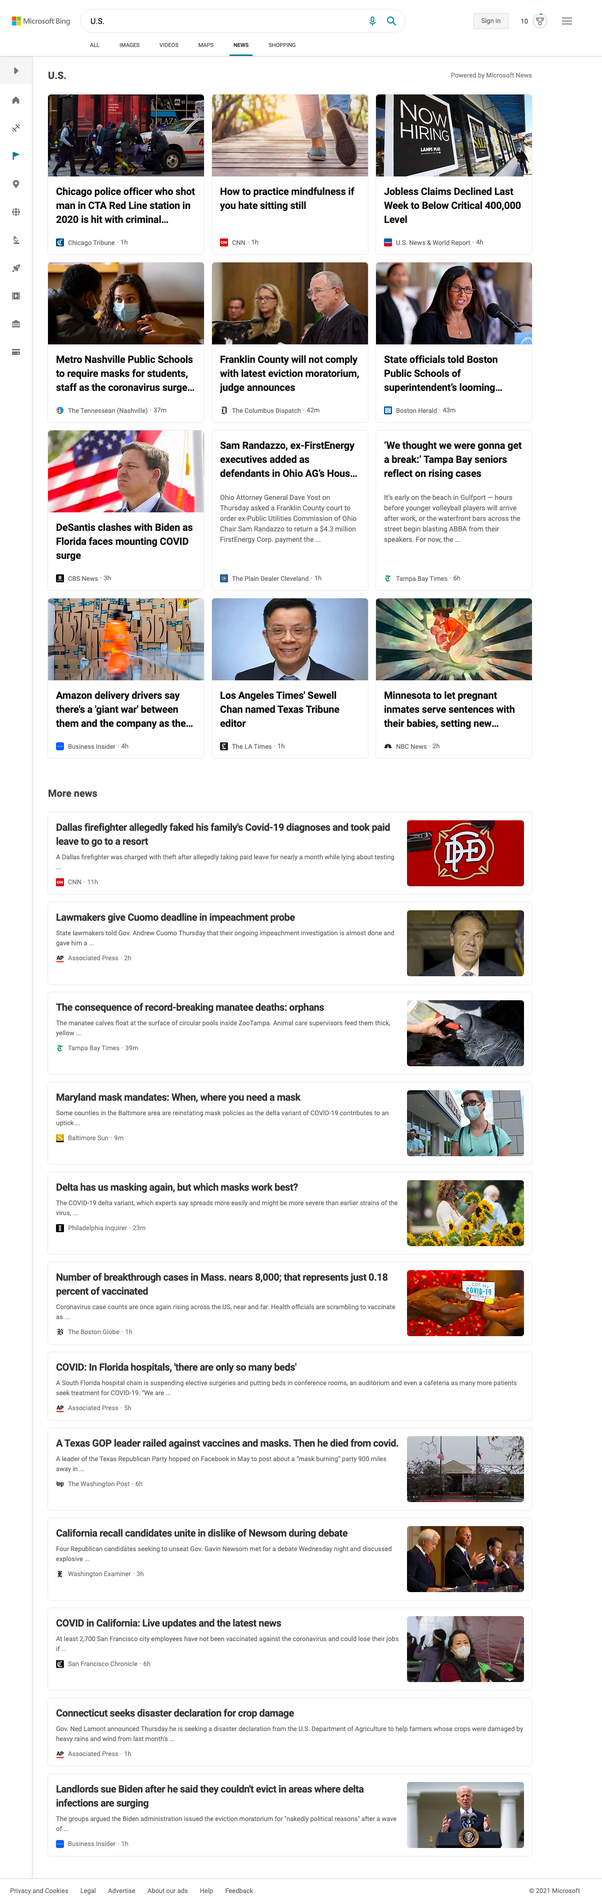 Microsoft Bing
U.S.
Sign in
10
ALL
IMAGES
VIDEOS
MAPS
NEWS
SHOPPING
U.S.
Powered by Microsoft News
NOW
HIRING
LAMPS PLUS
Chicago police officer who shot
man in CTA Red Line station in
2020 is hit with criminal...
Chicago Tribune · 1h
How to practice mindfulness if
you hate sitting still
CNN · 1h
Jobless Claims Declined Last
Week to Below Critical 400,000
Level
U.S. News & World Report · 4h
Metro Nashville Public Schools
to require masks for students,
staff as the coronavirus surge...
The Tennessean (Nashville) · 37m
Franklin County will not comply
with latest eviction moratorium,
judge announces
The Columbus Dispatch · 42m
State officials told Boston
Public Schools of
superintendent's looming...
Boston Herald · 43m
DeSantis clashes with Biden as
Florida faces mounting COVID
surge
CBS News · 3h
Sam Randazzo, ex-FirstEnergy
executives added as
defendants in Ohio AG's Hous...
Ohio Attorney General Dave Yost on
Thursday asked a Franklin County court to
order ex-Public Utilities Commission of Ohio
Chair Sam Randazzo to return a $4.3 million
FirstEnergy Corp. payment the ...
The Plain Dealer Cleveland · 1h
'We thought we were gonna get
a break:' Tampa Bay seniors
reflect on rising cases
It's early on the beach in Gulfport — hours
before younger volleyball players will arrive
after work, or the waterfront bars across the
street begin blasting ABBA from their
speakers. For now, the ...
Tampa Bay Times · 6h
Amazon delivery drivers say
there's a 'giant war' between
them and the company as the...
Business Insider · 4h
Los Angeles Times' Sewell
Chan named Texas Tribune
editor
The LA Times · 1h
Minnesota to let pregnant
inmates serve sentences with
their babies, setting new...
NBC News · 2h
More news
Dallas firefighter allegedly faked his family's Covid-19 diagnoses and took paid
leave to go to a resort
A Dallas firefighter was charged with theft after allegedly taking paid leave for nearly a month while lying about testing
...
CNN · 11h
Lawmakers give Cuomo deadline in impeachment probe
State lawmakers told Gov. Andrew Cuomo Thursday that their ongoing impeachment investigation is almost done and
gave him a ...
AP Associated Press · 2h
The consequence of record-breaking manatee deaths: orphans
The manatee calves float at the surface of circular pools inside ZooTampa. Animal care supervisors feed them thick,
yellow ...
Tampa Bay Times · 39m
Maryland mask mandates: When, where you need a mask
Some counties in the Baltimore area are reinstating mask policies as the delta variant of COVID-19 contributes to an
uptick ...
Baltimore Sun · 9m
Delta has us masking again, but which masks work best?
The COVID-19 delta variant, which experts say spreads more easily and might be more severe than earlier strains of the
virus, ...
Philadelphia Inquirer · 23m
Number of breakthrough cases in Mass. nears 8,000; that represents just 0.18
percent of vaccinated
Coronavirus case counts are once again rising across the US, near and far. Health officials are scrambling to vaccinate
as ...
The Boston Globe · 1h
COVID-19
COVID: In Florida hospitals, 'there are only so many beds'
A South Florida hospital chain is suspending elective surgeries and putting beds in conference rooms, an auditorium and even a cafeteria as many more patients
seek treatment for COVID-19. "We are ...
AP Associated Press · 5h
A Texas GOP leader railed against vaccines and masks. Then he died from covid.
A leader of the Texas Republican Party hopped on Facebook in May to post about a "mask burning" party 900 miles
away in ...
wp The Washington Post · 6h
California recall candidates unite in dislike of Newsom during debate
Four Republican candidates seeking to unseat Gov. Gavin Newsom met for a debate Wednesday night and discussed
explosive ...
Washington Examiner · 3h
COVID in California: Live updates and the latest news
At least 2,700 San Francisco city employees have not been vaccinated against the coronavirus and could lose their jobs
if ...
San Francisco Chronicle · 6h
Connecticut seeks disaster declaration for crop damage
Gov. Ned Lamont announced Thursday he is seeking a disaster declaration from the U.S. Department of Agriculture to help farmers whose crops were damaged by
heavy rains and wind from last month's ...
AP Associated Press · 1h
Landlords sue Biden after he said they couldn't evict in areas where delta
infections are surging
The groups argued the Biden administration issued the eviction moratorium for "nakedly political reasons" after a wave
of ...
Business Insider · 1h
Privacy and Cookies
Legal
Advertise
About our ads
Help
Feedback
© 2021 Microsoft